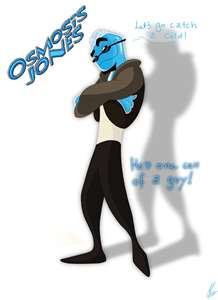 OSMOSIS
JONES
Let's go catch
a cold!
He's one cell
of a guy!